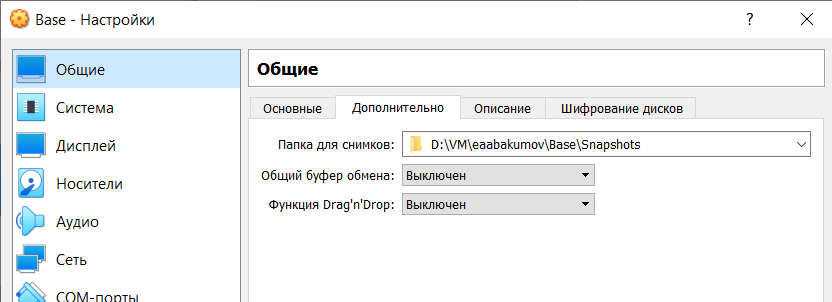 Base - Настройки ?
Общие
Система
Дисплей
Носители
Аудио
Сеть
COM-порты
Общие
Основные Дополнительно Описание Шифрование дисков
Папка для снимков: D:\VM\eaabakumov\Base\Snapshots
Общий буфер обмена: Выключен
Функция Drag'n'Drop: Выключен